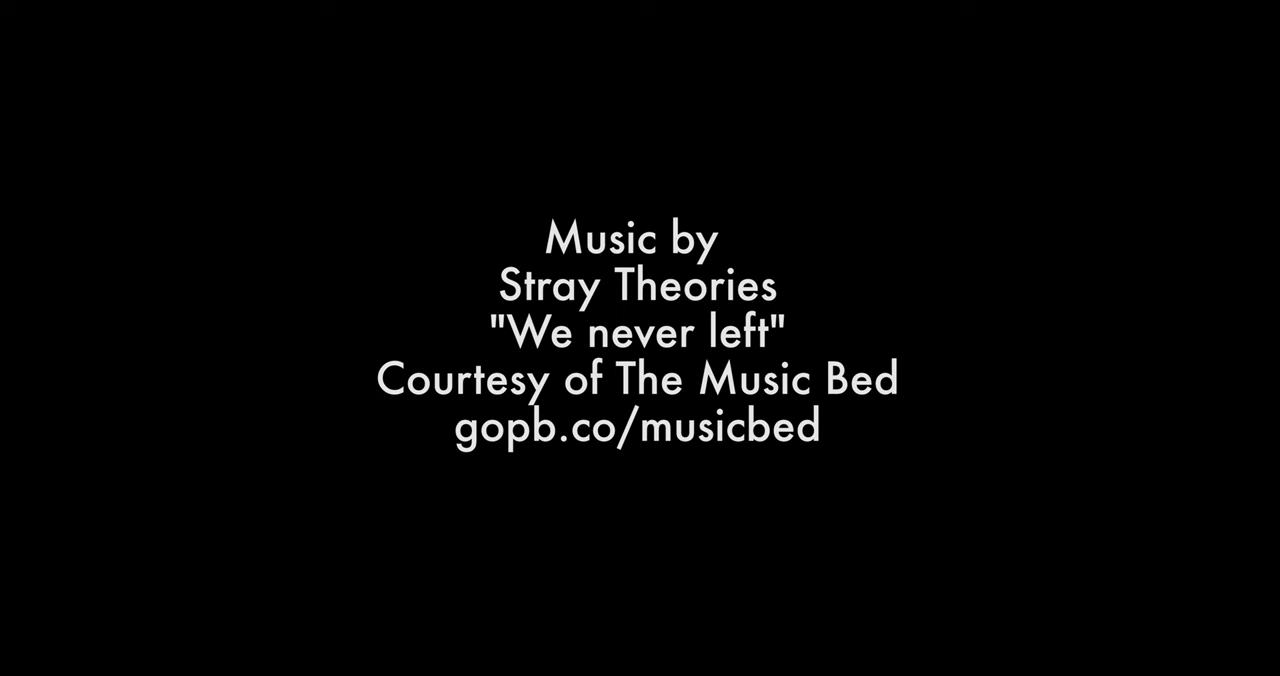 Music by
Stray Theories
"We never left"
Courtesy of The Music Bed
gopb.co/musicbed